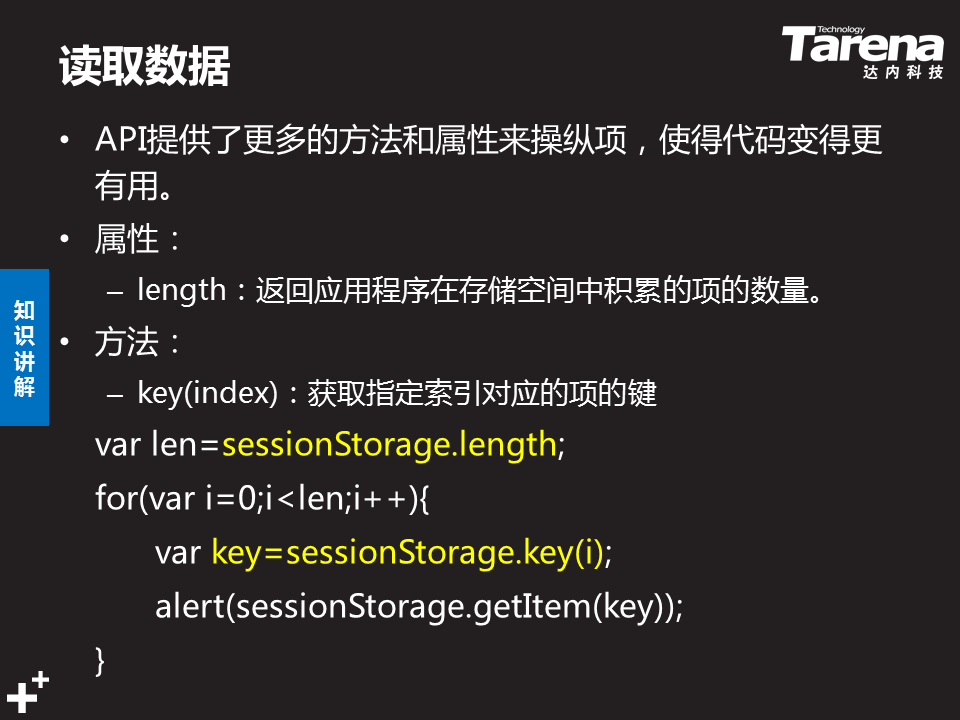 读取数据
Technology
Tarena
达内科技
• API提供了更多的方法和属性来操纵项，使得代码变得更
有用。
• 属性：
– length：返回应用程序在存储空间中积累的项的数量。
知识讲解
• 方法：
– key(index)：获取指定索引对应的项的键
var len=sessionStorage.length;
for(var i=0;i<len;i++){
var key=sessionStorage.key(i);
alert(sessionStorage.getItem(key));
}